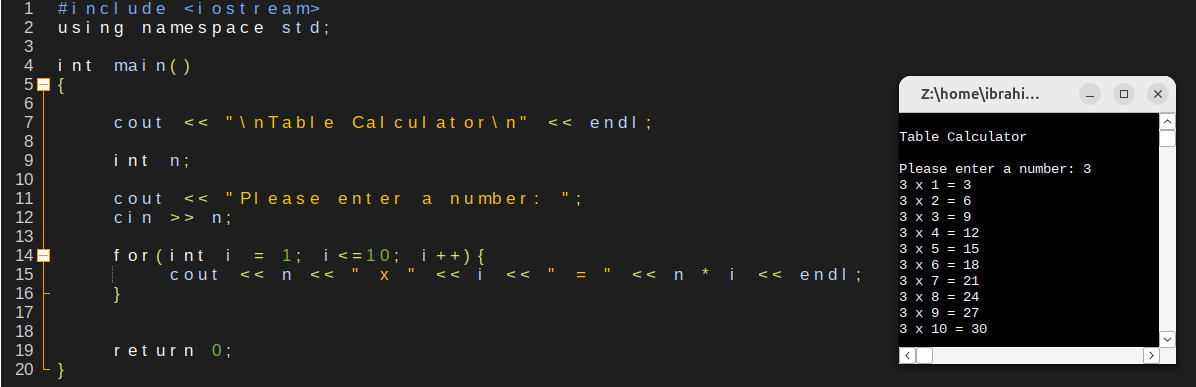 1 #include <iostream>
2 using namespace std;
3
4 int main()
5 {
6
7 cout << "\nTable Calculator\n" << endl;
8
9 int n;
10
11 cout << "Please enter a number: ";
12 cin >> n;
13
14 for(int i = 1; i<=10; i++){
15 cout << n << " x " << i << " = " << n * i << endl;
16 }
17
18
19 return 0;
20 }
Z:\home\ibrahi...
Table Calculator
Please enter a number: 3
3 x 1 = 3
3 x 2 = 6
3 x 3 = 9
3 x 4 = 12
3 x 5 = 15
3 x 6 = 18
3 x 7 = 21
3 x 8 = 24
3 x 9 = 27
3 x 10 = 30